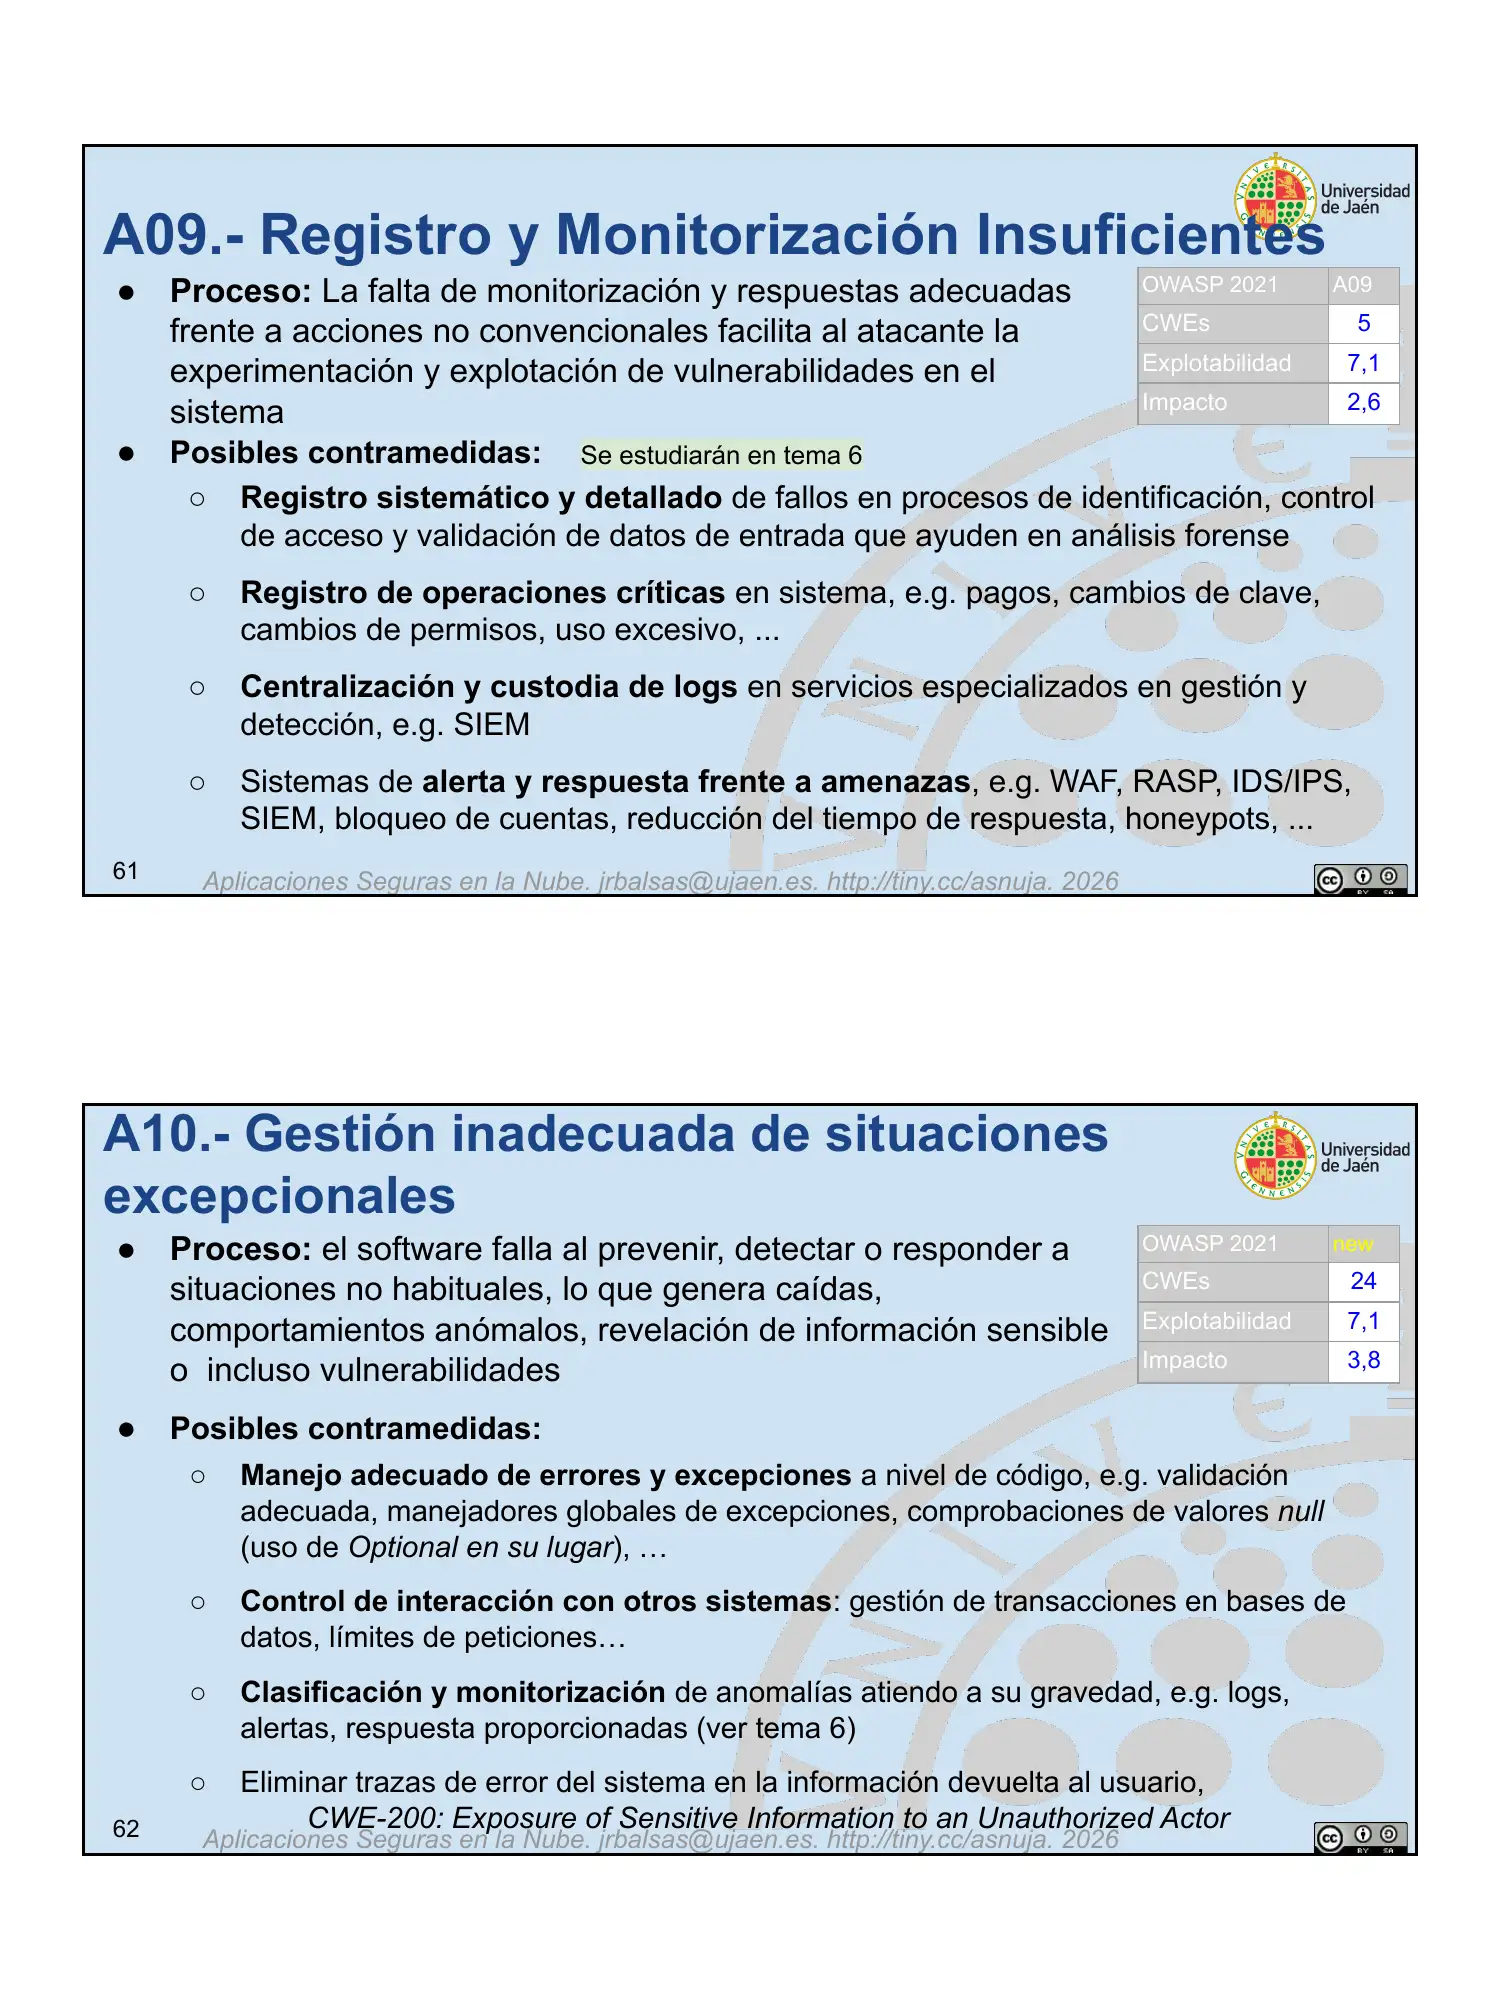 Universidad
de Jaén
A09.- Registro y Monitorización Insuficientes
● Proceso: La falta de monitorización y respuestas adecuadas
frente a acciones no convencionales facilita al atacante la
experimentación y explotación de vulnerabilidades en el
sistema
OWASP 2021 A09
CWEs 5
Explotabilidad 7,1
Impacto 2,6
● Posibles contramedidas: Se estudiarán en tema 6
○ Registro sistemático y detallado de fallos en procesos de identificación, control
de acceso y validación de datos de entrada que ayuden en análisis forense
○ Registro de operaciones críticas en sistema, e.g. pagos, cambios de clave,
cambios de permisos, uso excesivo, ...
○ Centralización y custodia de logs en servicios especializados en gestión y
detección, e.g. SIEM
○ Sistemas de alerta y respuesta frente a amenazas, e.g. WAF, RASP, IDS/IPS,
SIEM, bloqueo de cuentas, reducción del tiempo de respuesta, honeypots, ...
61
Aplicaciones Seguras en la Nube. jrbalsas@ujaen.es. http://tiny.cc/asnuja. 2026
cc BY SA
A10.- Gestión inadecuada de situaciones
excepcionales
UNIVERSITAS GIENNENSIS
Universidad
de Jaén
● Proceso: el software falla al prevenir, detectar o responder a
situaciones no habituales, lo que genera caídas,
comportamientos anómalos, revelación de información sensible
o  incluso vulnerabilidades
OWASP 2021 new
CWEs 24
Explotabilidad 7,1
Impacto 3,8
● Posibles contramedidas:
○ Manejo adecuado de errores y excepciones a nivel de código, e.g. validación
adecuada, manejadores globales de excepciones, comprobaciones de valores null
(uso de Optional en su lugar), …
○ Control de interacción con otros sistemas: gestión de transacciones en bases de
datos, límites de peticiones…
○ Clasificación y monitorización de anomalías atiendo a su gravedad, e.g. logs,
alertas, respuesta proporcionadas (ver tema 6)
○ Eliminar trazas de error del sistema en la información devuelta al usuario,
CWE-200: Exposure of Sensitive Information to an Unauthorized Actor
62
Aplicaciones Seguras en la Nube. jrbalsas@ujaen.es. http://tiny.cc/asnuja. 2026
cc BY SA